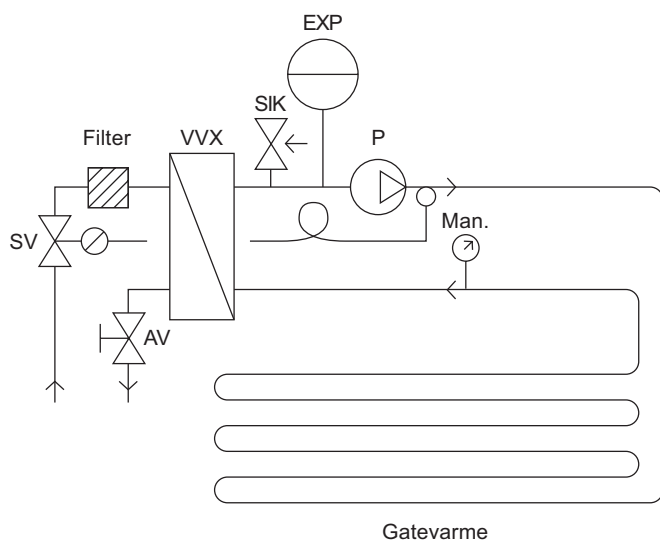 EXP
SIK
Filter
VVX
P
SV
Man.
AV
Gatevarme